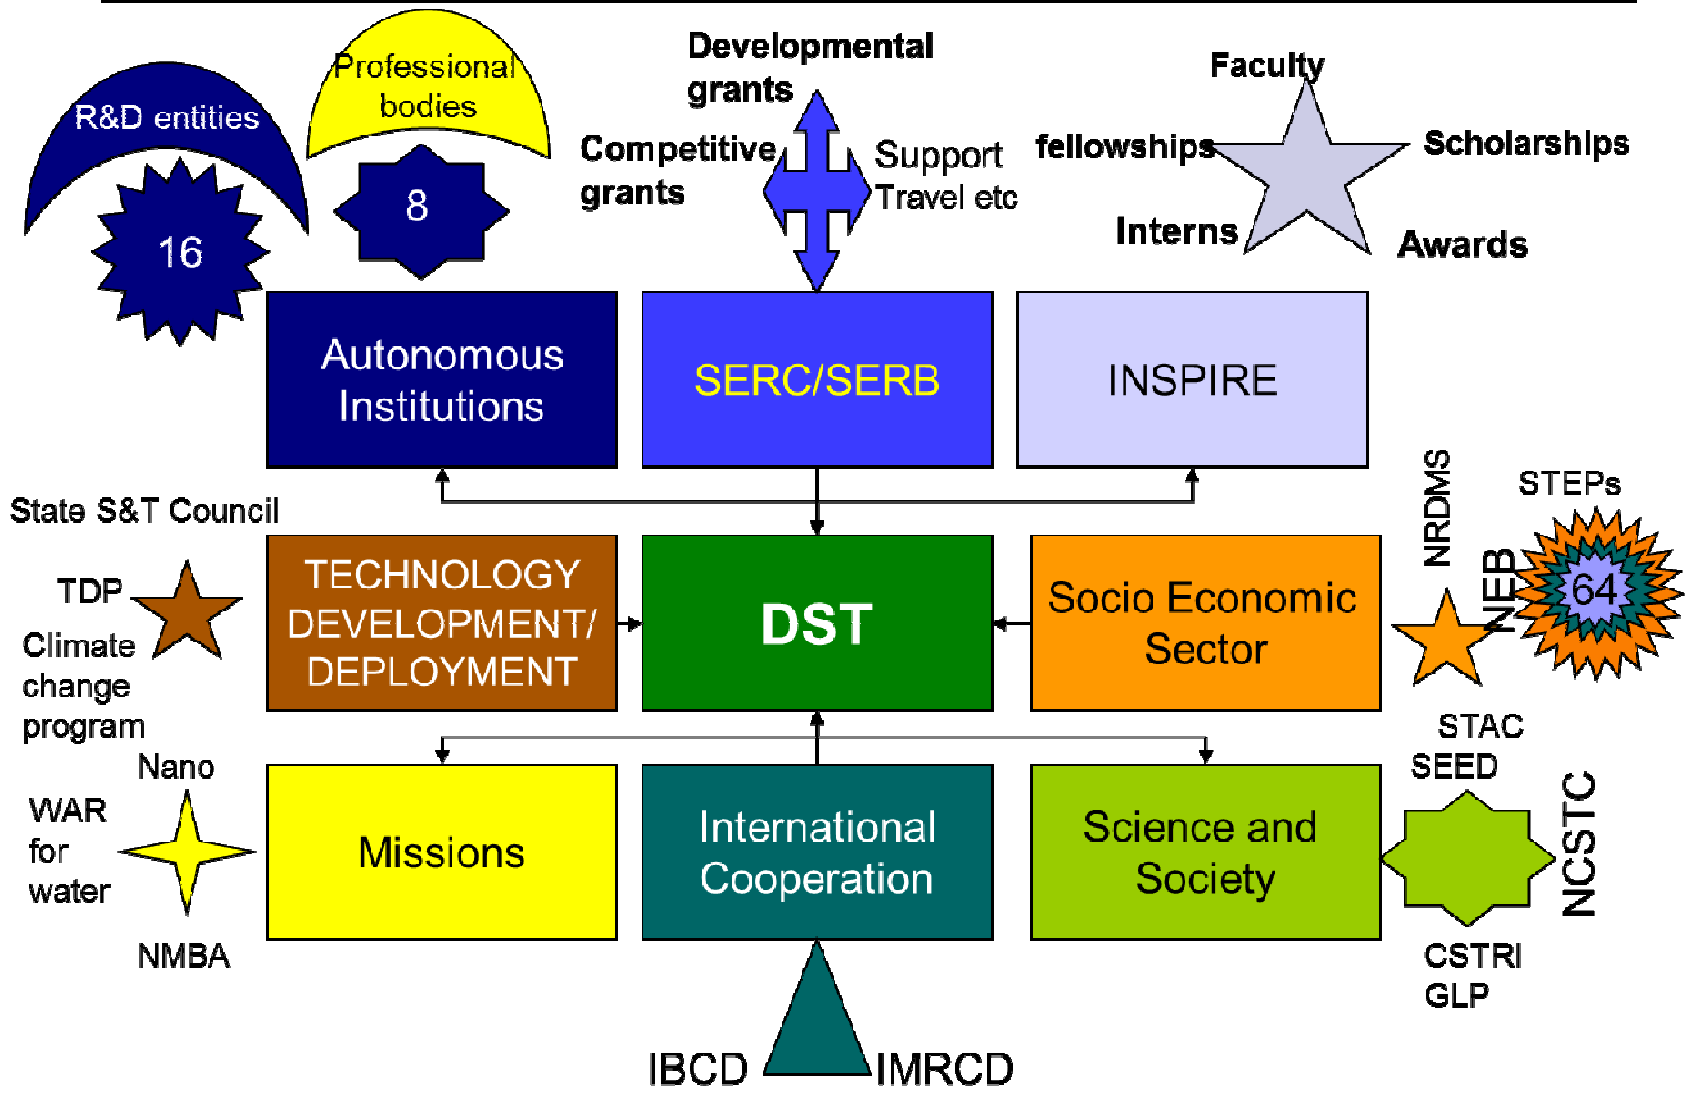 Professional
bodies
R&D entities
8
16
Developmental
grants
Competitive
grants
Support
Travel etc
Faculty
fellowships
Scholarships
Interns
Awards
Autonomous
Institutions
SERC/SERB
INSPIRE
State S&T Council
TDP
Climate
change
program
TECHNOLOGY
DEVELOPMENT/
DEPLOYMENT
DST
Socio Economic
Sector
NRDMS
NEB
STEPs
64
Nano
WAR
for
water
NMBA
Missions
International
Cooperation
Science and
Society
STAC
SEED
NCSTC
CSTRI
GLP
IBCD
IMRCD